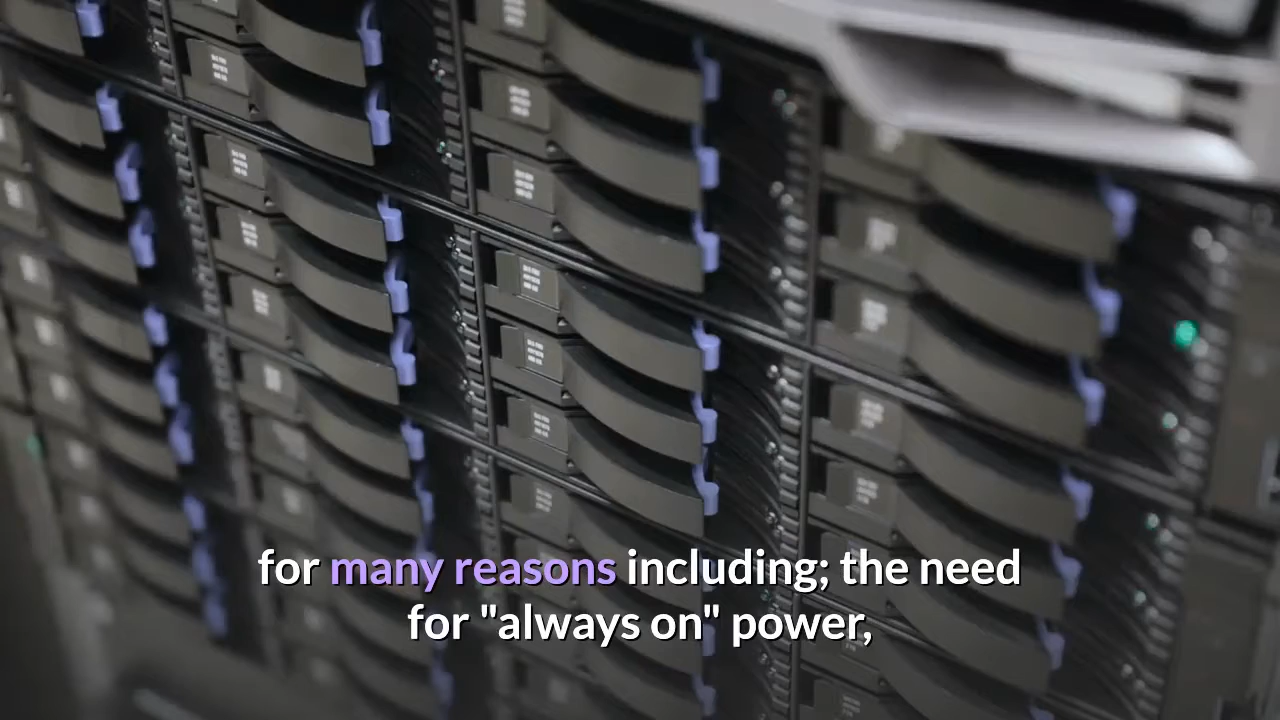 for many reasons including; the need
for "always on" power,